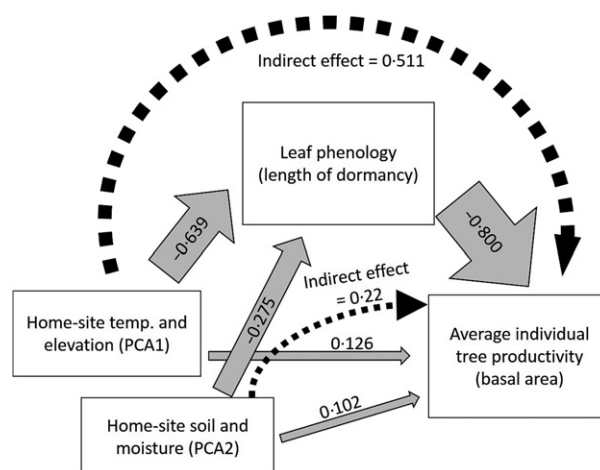 Indirect effect = 0·511
Leaf phenology
(length of dormancy)
−0·639
−0·800
−0·275
Indirect effect
= 0·22
Home-site temp. and
elevation (PCA1)
0·126
Average individual
tree productivity
(basal area)
Home-site soil and
moisture (PCA2)
0·102